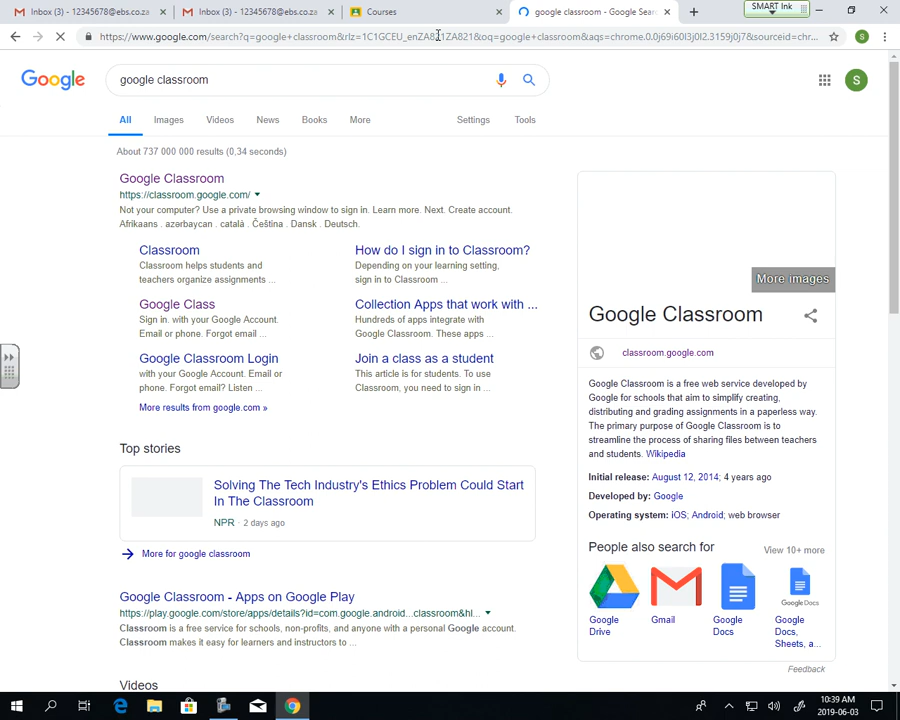 Inbox (3) - 12345678@ebs.co.za
Inbox (3) - 12345678@ebs.co.za
Courses
google classroom - Google Sear
SMART Ink
https://www.google.com/search?q=google+classroom&rlz=1C1GCEU_enZA821ZA821&oq=google+classroom&aqs=chrome.0.0j69i60l3j0l2.3159j0j7&sourceid=chr...
S
Google
google classroom
S
All
Images
Videos
News
Books
More
Settings
Tools
About 737 000 000 results (0,34 seconds)
Google Classroom
https://classroom.google.com/
Not your computer? Use a private browsing window to sign in. Learn more. Next. Create account.
Afrikaans . azərbaycan . català . Čeština . Dansk . Deutsch.
Classroom
Classroom helps students and
teachers organize assignments ...
How do I sign in to Classroom?
Depending on your learning setting,
sign in to Classroom ...
Google Class
Sign in. with your Google Account.
Email or phone. Forgot email ...
Collection Apps that work with ...
Hundreds of apps integrate with
Google Classroom. These apps ...
Google Classroom Login
with your Google Account. Email or
phone. Forgot email? Listen ...
Join a class as a student
This article is for students. To use
Classroom, you need to sign in ...
More results from google.com »
Top stories
Solving The Tech Industry's Ethics Problem Could Start
In The Classroom
NPR - 2 days ago
More for google classroom
Google Classroom - Apps on Google Play
https://play.google.com/store/apps/details?id=com.google.android...classroom&hl...
Classroom is a free service for schools, non-profits, and anyone with a personal Google account.
Classroom makes it easy for learners and instructors to ...
Videos
More images
Google Classroom
classroom.google.com
Google Classroom is a free web service developed by
Google for schools that aim to simplify creating,
distributing and grading assignments in a paperless way.
The primary purpose of Google Classroom is to
streamline the process of sharing files between teachers
and students. Wikipedia
Initial release: August 12, 2014; 4 years ago
Developed by: Google
Operating system: iOS; Android; web browser
People also search for
View 10+ more
Google
Drive
Gmail
Google
Docs
Google Docs
Google
Docs,
Sheets, a...
Feedback
10:39 AM
2019-06-03